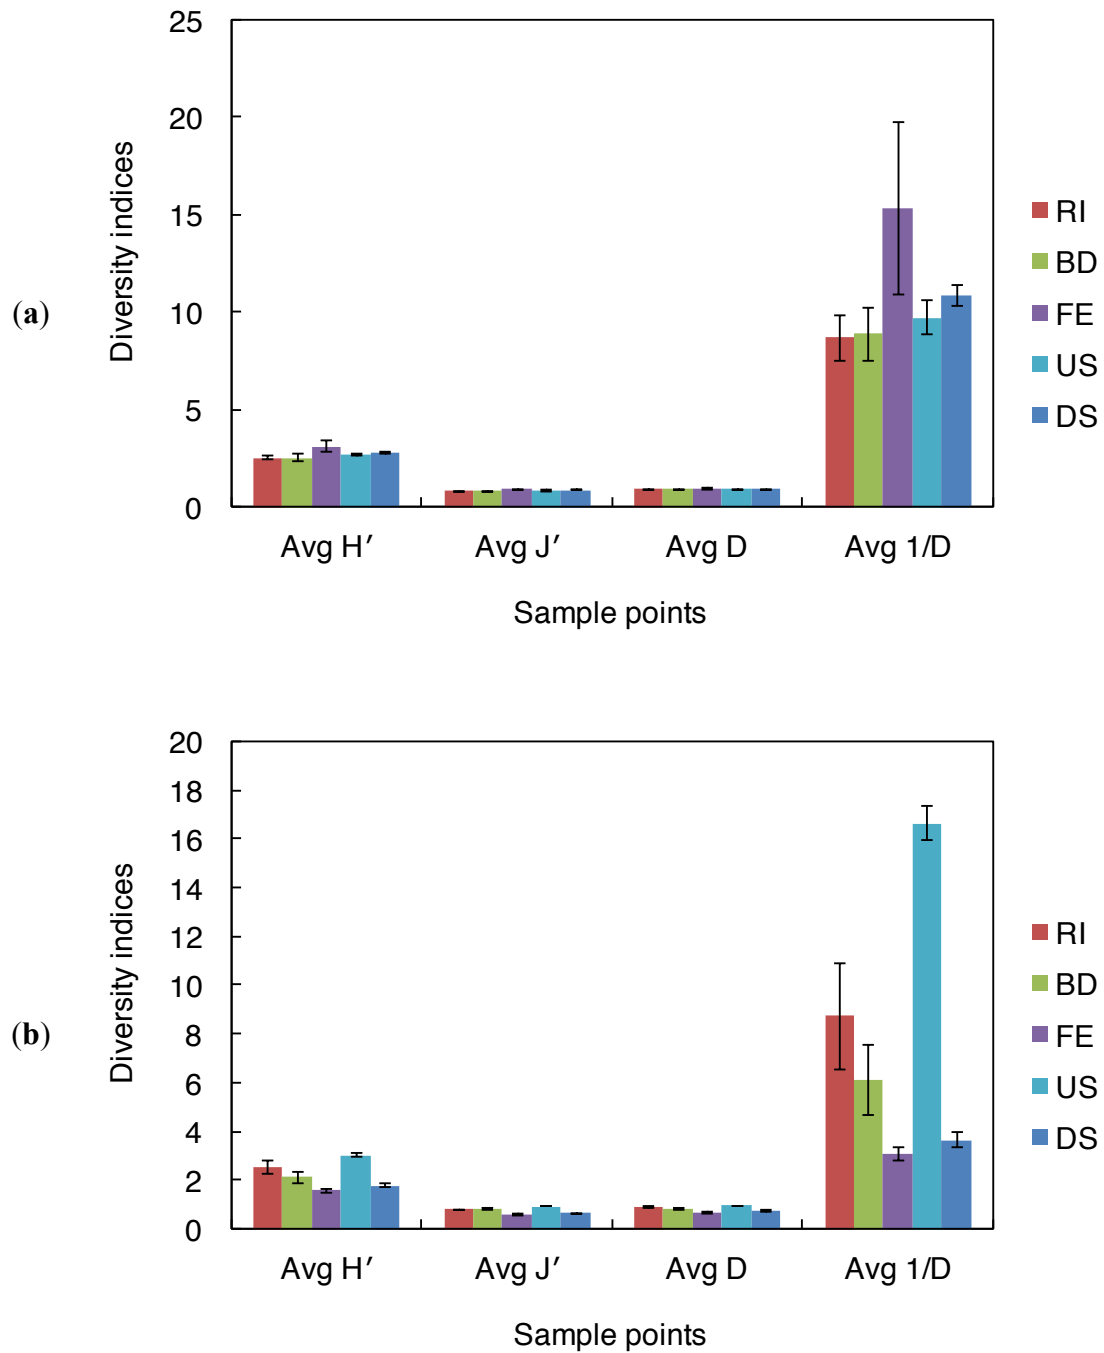 (a)
Diversity indices
25
20
15
10
5
0
Avg H′
Avg J′
Avg D
Avg 1/D
Sample points
RI
BD
FE
US
DS
(b)
Diversity indices
20
18
16
14
12
10
8
6
4
2
0
Avg H′
Avg J′
Avg D
Avg 1/D
Sample points
RI
BD
FE
US
DS